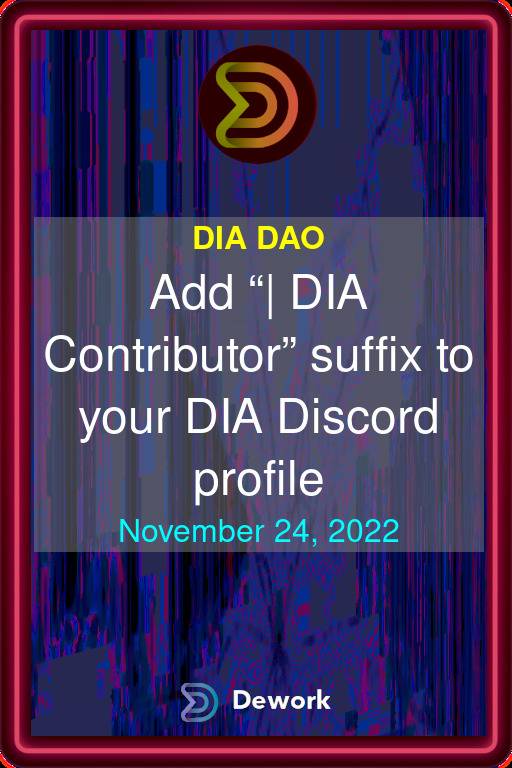 DIA DAO
Add “| DIA
Contributor” suffix to
your DIA Discord
profile
November 24, 2022
Dework